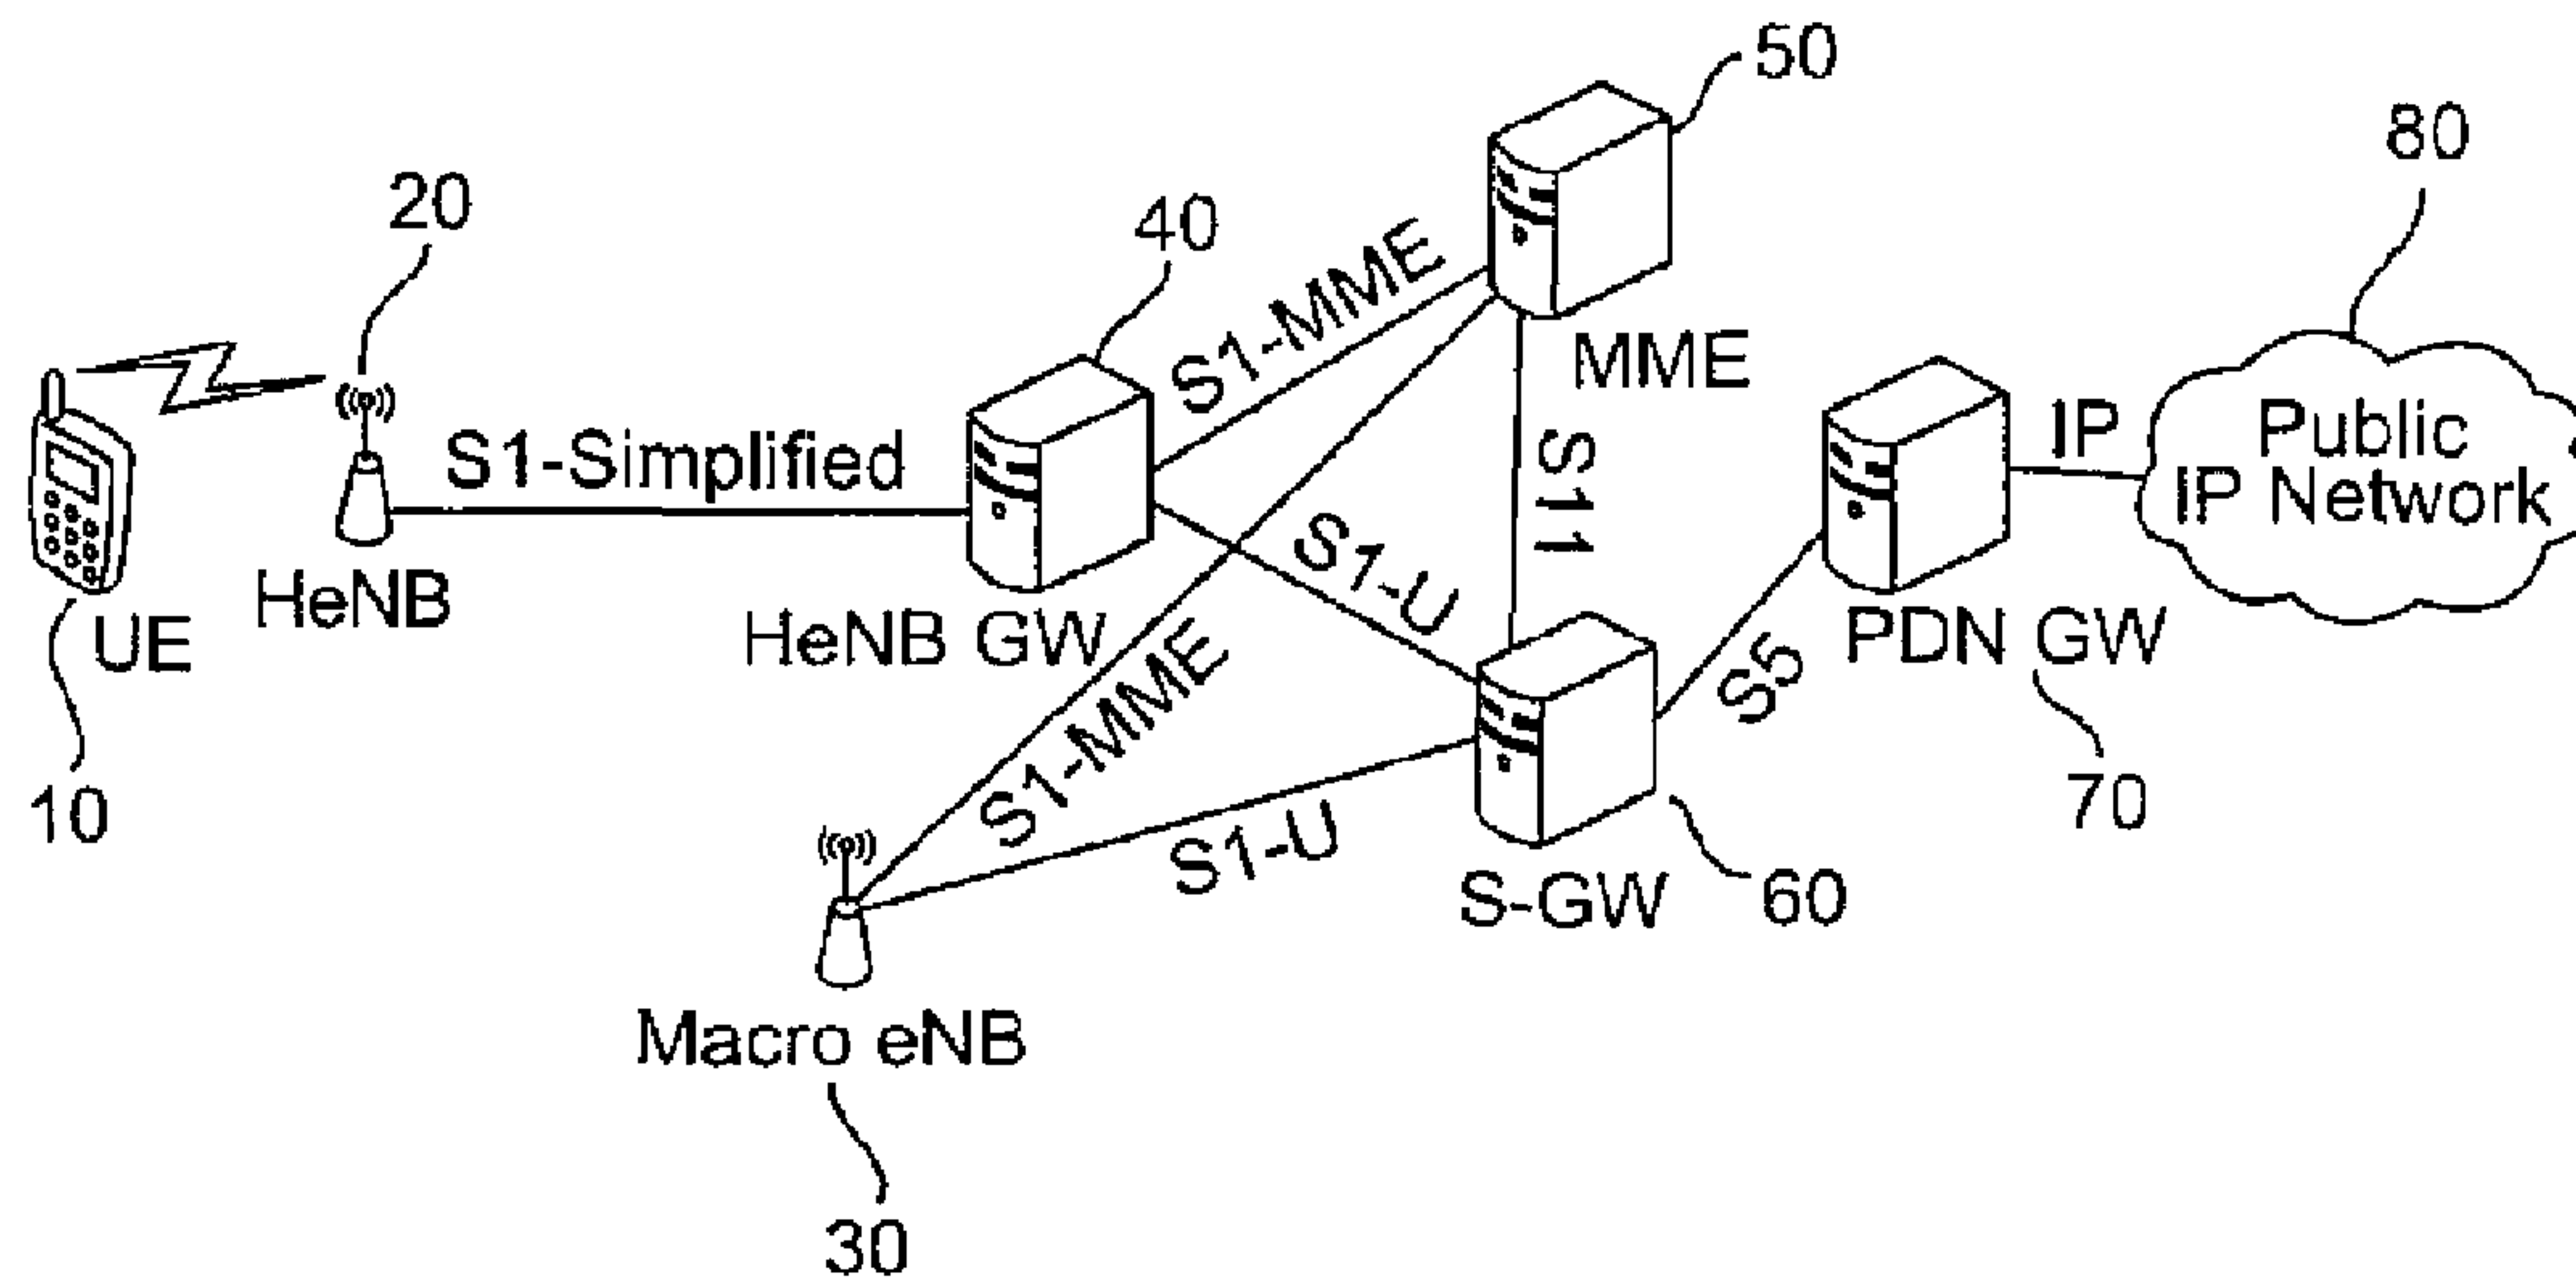 50
80
20
40
S1-MME
MME
S1-Simplified
IP
Public
IP Network
S11
S1-U
HeNB
HeNB GW
UE
PDN GW
S5
S1-MME
10
70
S1-U
S-GW
60
Macro eNB
30